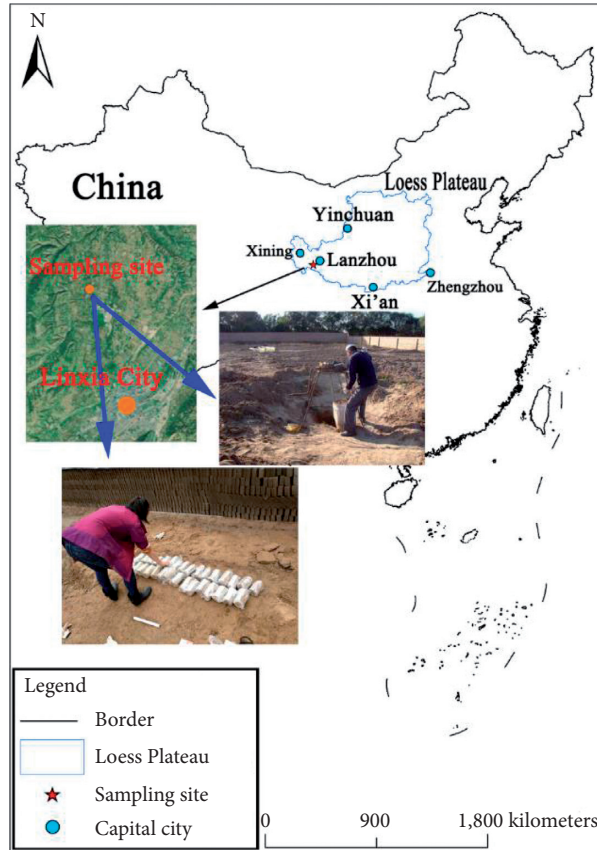 N
Loess Plateau
China
Yinchuan
Xining
Lanzhou
Sampling site
Xi'an
Zhengzhou
Linxia City
Legend
Border
Loess Plateau
Sampling site
Capital city
0 900 1,800 kilometers